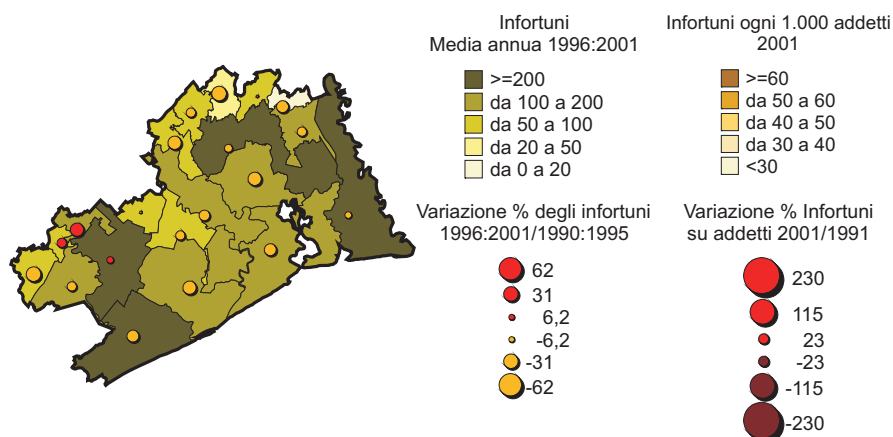 Infortuni
Media annua 1996:2001
>=200
da 100 a 200
da 50 a 100
da 20 a 50
da 0 a 20
Infortuni ogni 1.000 addetti
2001
>=60
da 50 a 60
da 40 a 50
da 30 a 40
<30
Variazione % degli infortuni
1996:2001/1990:1995
62
31
6,2
-6,2
-31
-62
Variazione % Infortuni
su addetti 2001/1991
230
115
23
-23
-115
-230